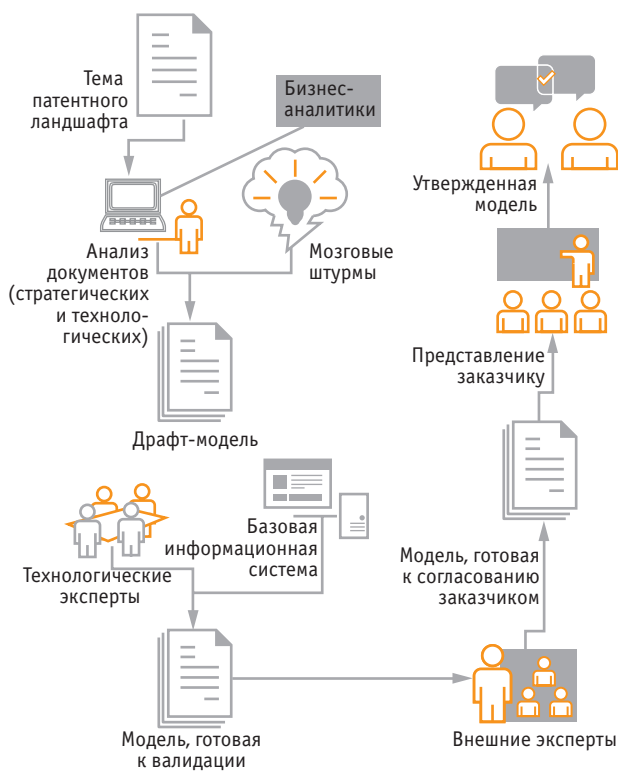 Тема
патентного
ландшафта
Бизнес-
аналитики
Анализ
документов
(стратегических
и техноло-
гических)
Мозговые
штурмы
Драфт-модель
Технологические
эксперты
Базовая
информационная
система
Модель, готовая
к валидации
Внешние эксперты
Модель, готовая
к согласованию
заказчиком
Представление
заказчику
Утвержденная
модель